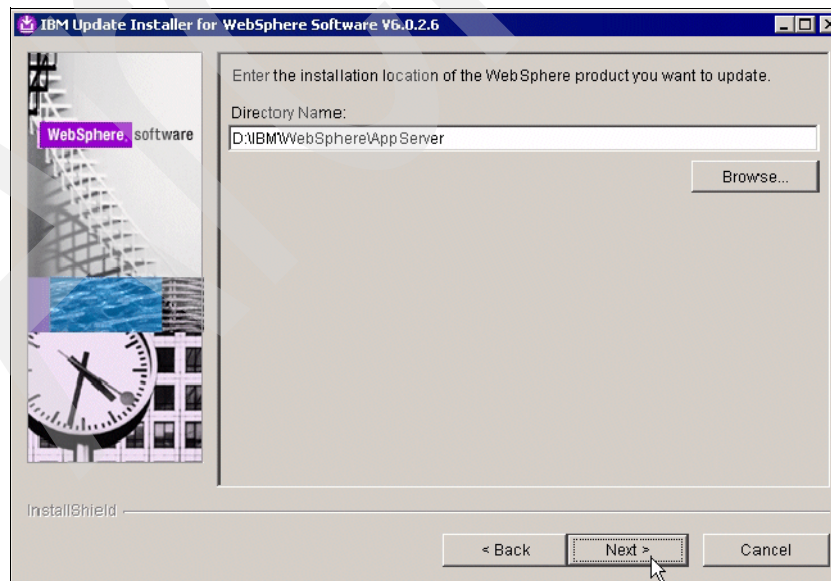 IBM Update Installer for WebSphere Software V6.0.2.6
WebSphere. software
Enter the installation location of the WebSphere product you want to update.
Directory Name:
D:\IBM\WebSphere\AppServer
Browse...
InstallShield
< Back
Next >
Cancel